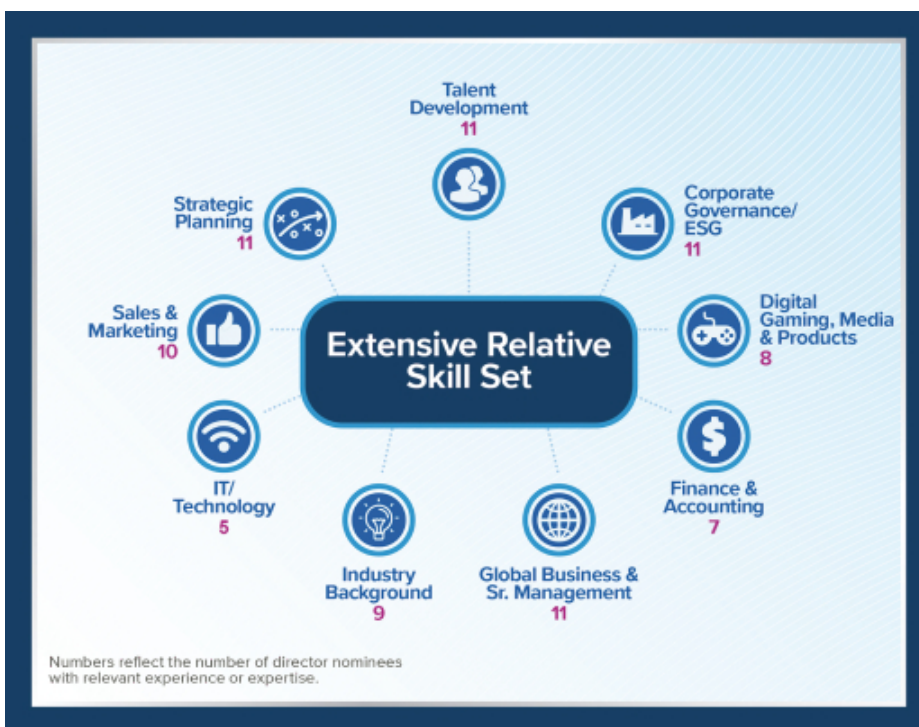 Talent
Development
11
Strategic
Planning
11
Corporate
Governance/
ESG
11
Sales &
Marketing
10
Extensive Relative
Skill Set
Digital
Gaming, Media
& Products
8
IT/
Technology
5
Finance &
Accounting
7
Industry
Background
9
Global Business &
Sr. Management
11
Numbers reflect the number of director nominees
with relevant experience or expertise.